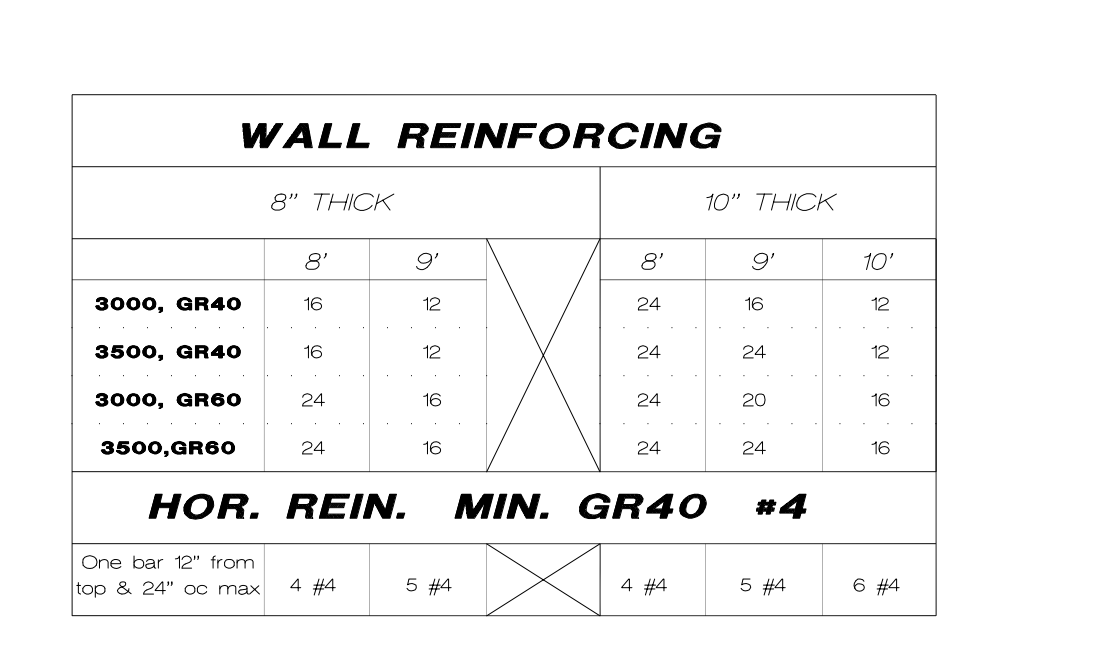 WALL REINFORCING
8” THICK 10” THICK
8’ 9’ 8’ 9’ 10’
3000, GR40 16 12 24 16 12
3500, GR40 16 12 24 24 12
3000, GR60 24 16 24 20 16
3500,GR60 24 16 24 24 16
HOR. REIN. MIN. GR40 #4
One bar 12” from
top & 24” oc max 4 #4 5 #4 4 #4 5 #4 6 #4